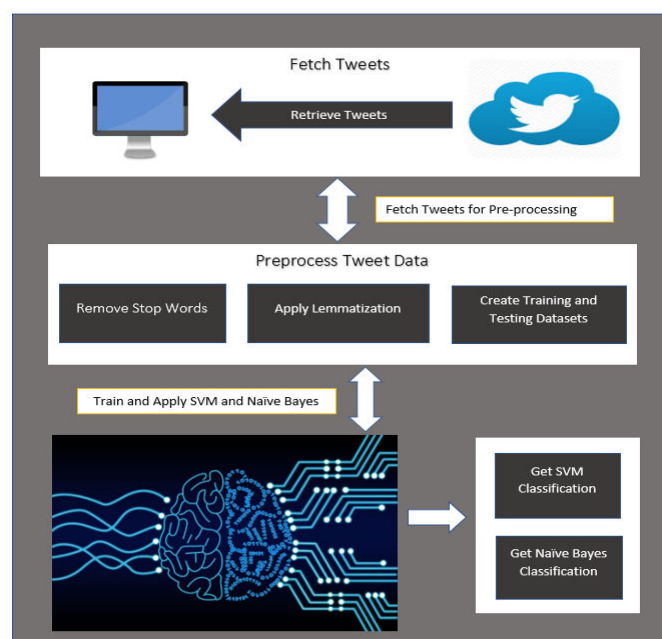 Fetch Tweets
Retrieve Tweets
Fetch Tweets for Pre-processing
Preprocess Tweet Data
Remove Stop Words
Apply Lemmatization
Create Training and
Testing Datasets
Train and Apply SVM and Naïve Bayes
Get SVM
Classification
Get Naïve Bayes
Classification